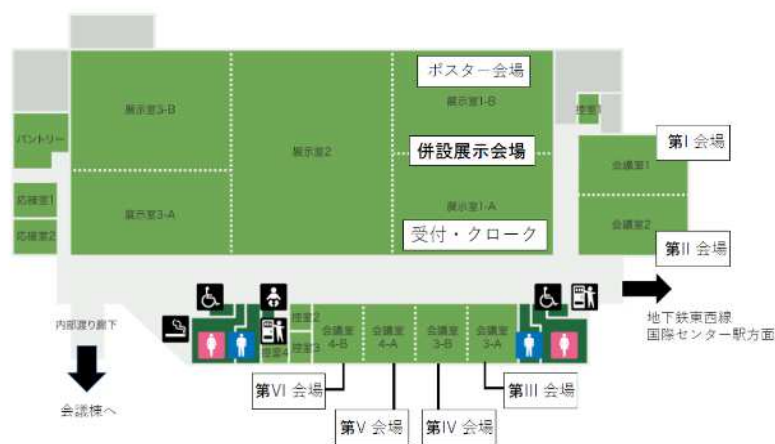 ポスター会場
展示室3-B
展示室1-B
控室1
パントリー
第I 会場
展示室2
併設展示会場
会議室1
応接室1
展示室3-A
展示室1-A
会議室2
応接室2
受付・クローク
第II 会場
内部渡り廊下
控室2
会議室
4-B
会議室
4-A
会議室
3-B
会議室
3-A
地下鉄東西線
国際センター駅方面
控室4
控室3
会議棟へ
第VI 会場
第III 会場
第V 会場
第IV 会場